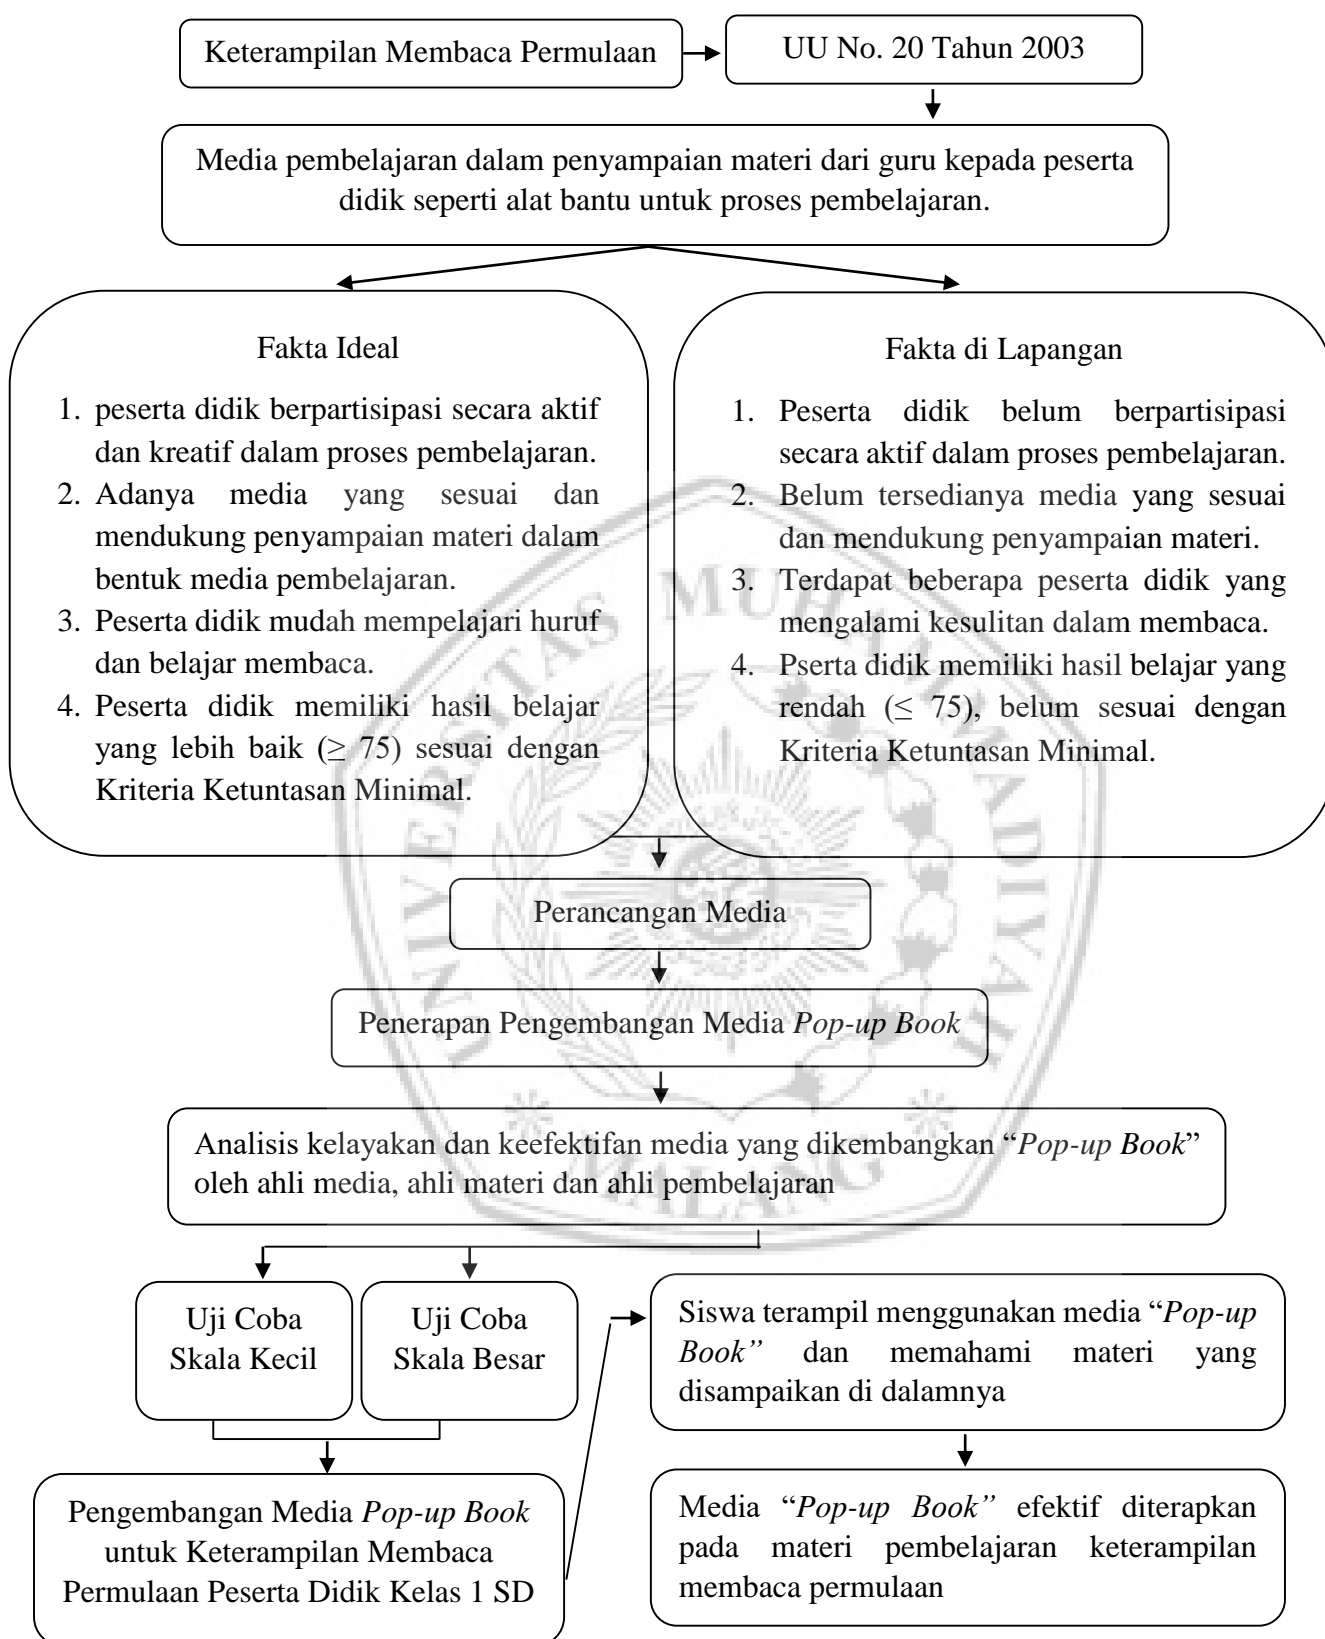 Keterampilan Membaca Permulaan
UU No. 20 Tahun 2003
Media pembelajaran dalam penyampaian materi dari guru kepada peserta
didik seperti alat bantu untuk proses pembelajaran.
Fakta Ideal
1. peserta didik berpartisipasi secara aktif
dan kreatif dalam proses pembelajaran.
2. Adanya media yang sesuai dan
mendukung penyampaian materi dalam
bentuk media pembelajaran.
3. Peserta didik mudah mempelajari huruf
dan belajar membaca.
4. Peserta didik memiliki hasil belajar
yang lebih baik (≥ 75) sesuai dengan
Kriteria Ketuntasan Minimal.
Fakta di Lapangan
1. Peserta didik belum berpartisipasi
secara aktif dalam proses pembelajaran.
2. Belum tersedianya media yang sesuai
dan mendukung penyampaian materi.
3. Terdapat beberapa peserta didik yang
mengalami kesulitan dalam membaca.
4. Pserta didik memiliki hasil belajar yang
rendah (≤ 75), belum sesuai dengan
Kriteria Ketuntasan Minimal.
Perancangan Media
Penerapan Pengembangan Media Pop-up Book
Analisis kelayakan dan keefektifan media yang dikembangkan “Pop-up Book”
oleh ahli media, ahli materi dan ahli pembelajaran
Uji Coba
Skala Kecil
Uji Coba
Skala Besar
Pengembangan Media Pop-up Book
untuk Keterampilan Membaca
Permulaan Peserta Didik Kelas 1 SD
Siswa terampil menggunakan media “Pop-up
Book” dan memahami materi yang
disampaikan di dalamnya
Media “Pop-up Book” efektif diterapkan
pada materi pembelajaran keterampilan
membaca permulaan
UNIVERSITAS MUHAMMADIYAH
MALANG